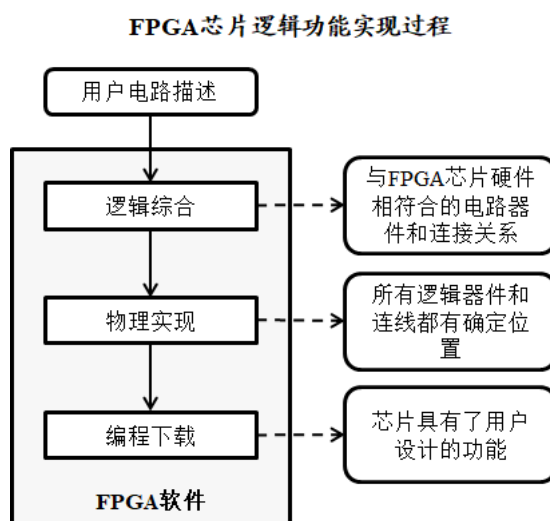 FPGA芯片逻辑功能实现过程
用户电路描述
逻辑综合
与FPGA芯片硬件
相符合的电路器
件和连接关系
物理实现
所有逻辑器件和
连线都有确定位
置
编程下载
芯片具有了用户
设计的功能
FPGA软件